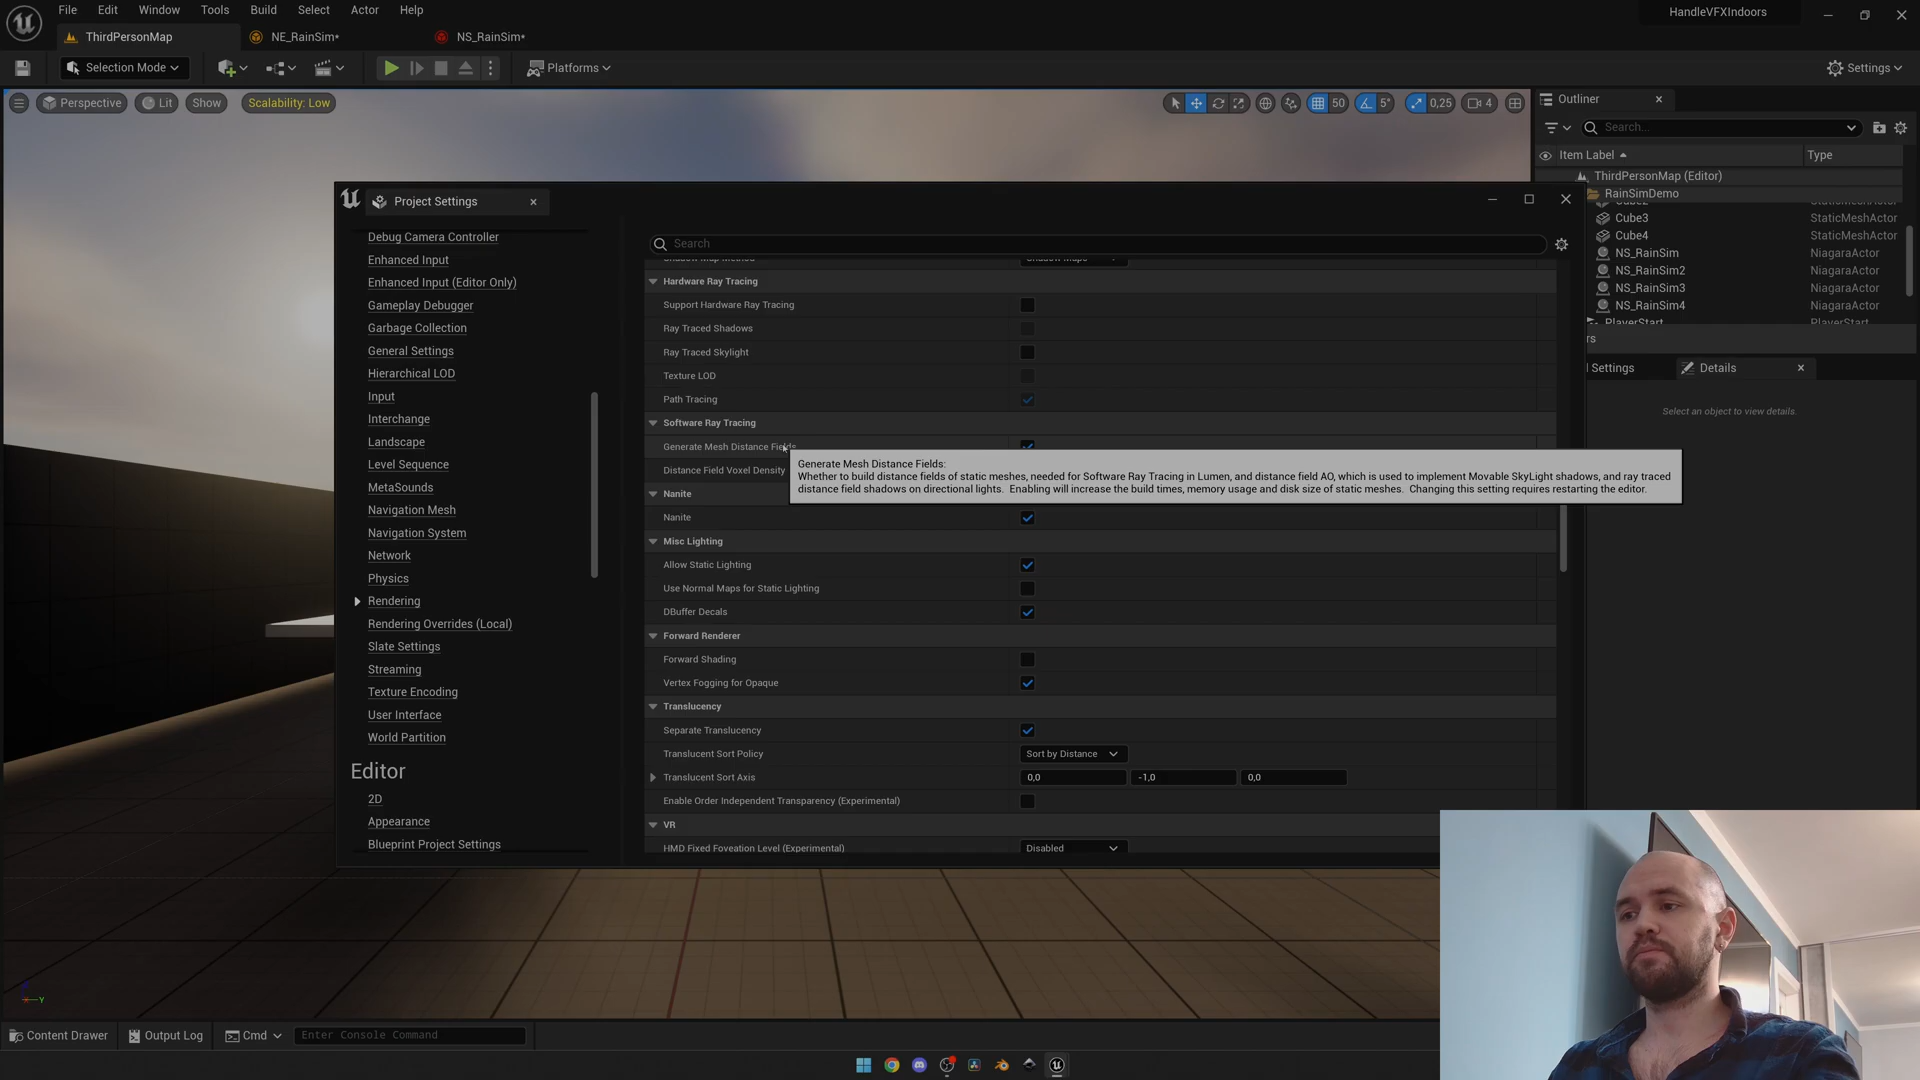 File Edit Window Tools Build Select Actor Help
HandleVFXIndoors
ThirdPersonMap
NE_RainSim*
NS_RainSim*
Selection Mode
Platforms
Settings
Perspective
Lit
Show
Scalability: Low
50
5°
0,25
4
Outliner
Search...
Item Label
Type
ThirdPersonMap (Editor)
RainSimDemo
Cube3 StaticMeshActor
Cube4 StaticMeshActor
NS_RainSim NiagaraActor
NS_RainSim2 NiagaraActor
NS_RainSim3 NiagaraActor
NS_RainSim4 NiagaraActor
PlayerStart PlayerStart
rs
l Settings
Details
Select an object to view details.
Project Settings
Debug Camera Controller
Enhanced Input
Enhanced Input (Editor Only)
Gameplay Debugger
Garbage Collection
General Settings
Hierarchical LOD
Input
Interchange
Landscape
Level Sequence
MetaSounds
Navigation Mesh
Navigation System
Network
Physics
Rendering
Rendering Overrides (Local)
Slate Settings
Streaming
Texture Encoding
User Interface
World Partition
Editor
2D
Appearance
Blueprint Project Settings
Search
Hardware Ray Tracing
Support Hardware Ray Tracing
Ray Traced Shadows
Ray Traced Skylight
Texture LOD
Path Tracing
Software Ray Tracing
Generate Mesh Distance Fields
Distance Field Voxel Density
Generate Mesh Distance Fields:
Whether to build distance fields of static meshes, needed for Software Ray Tracing in Lumen, and distance field AO, which is used to implement Movable SkyLight shadows, and ray traced
distance field shadows on directional lights. Enabling will increase the build times, memory usage and disk size of static meshes. Changing this setting requires restarting the editor.
Nanite
Nanite
Misc Lighting
Allow Static Lighting
Use Normal Maps for Static Lighting
DBuffer Decals
Forward Renderer
Forward Shading
Vertex Fogging for Opaque
Translucency
Separate Translucency
Translucent Sort Policy Sort by Distance
Translucent Sort Axis 0,0 -1,0 0,0
Enable Order Independent Transparency (Experimental)
VR
HMD Fixed Foveation Level (Experimental) Disabled
Y
Content Drawer
Output Log
Cmd
Enter Console Command